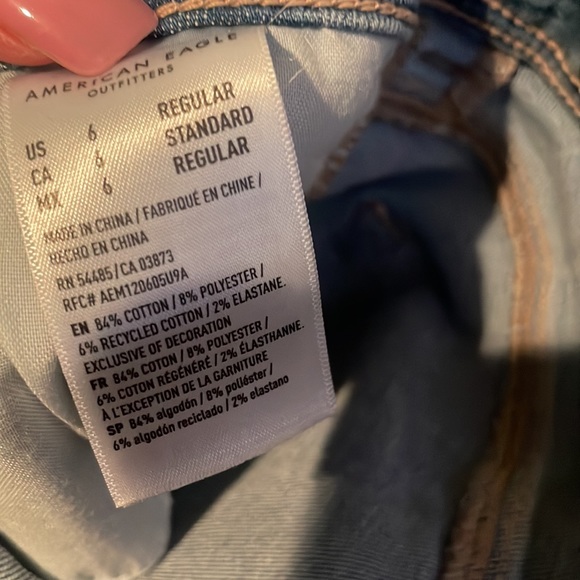 AMERICAN EAGLE
OUTFITTERS
US 6 REGULAR
CA 6 STANDARD
MX 6 REGULAR
MADE IN CHINA / FABRIQUÉ EN CHINE /
HECHO EN CHINA
RN 54485/CA 03873
RFC# AEM120605U9A
EN 84% COTTON / 8% POLYESTER /
6% RECYCLED COTTON / 2% ELASTANE.
EXCLUSIVE OF DECORATION
FR 84% COTON / 8% POLYESTER /
6% COTON RÉGÉNÉRÉ / 2% ÉLASTHANNE.
À L'EXCEPTION DE LA GARNITURE
SP 84% algodón / 8% poliéster /
6% algodón reciclado / 2% elastano